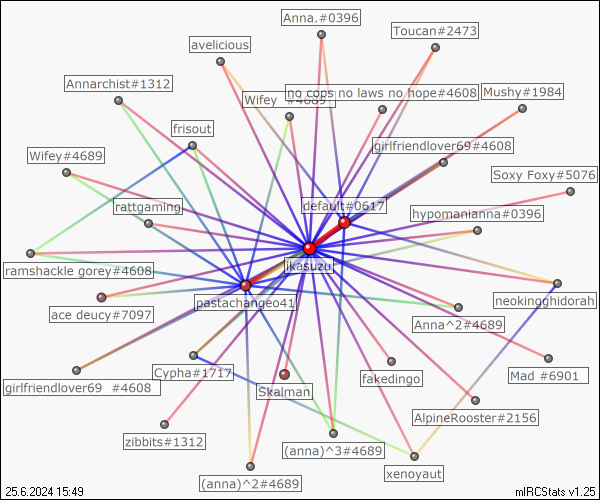 Anna.#0396
Toucan#2473
avelicious
Annarchist#1312
Wifey #4689
no cops no laws no hope#4608
Mushy#1984
frisout
girlfriendlover69#4608
Wifey#4689
Soxy Foxy#5076
rattgaming
default#0617
hypomanianna#0396
ramshackle gorey#4608
ikasuzu
pastachangeo41
neokingghidorah
ace deucy#7097
Anna^2#4689
girlfriendlover69 #4608
Cypha#1717
fakedingo
Mad #6901
Skalman
AlpineRooster#2156
zibbits#1312
(anna)^3#4689
(anna)^2#4689
xenoyaut
25.6.2024 15:49
mIRCStats v1.25